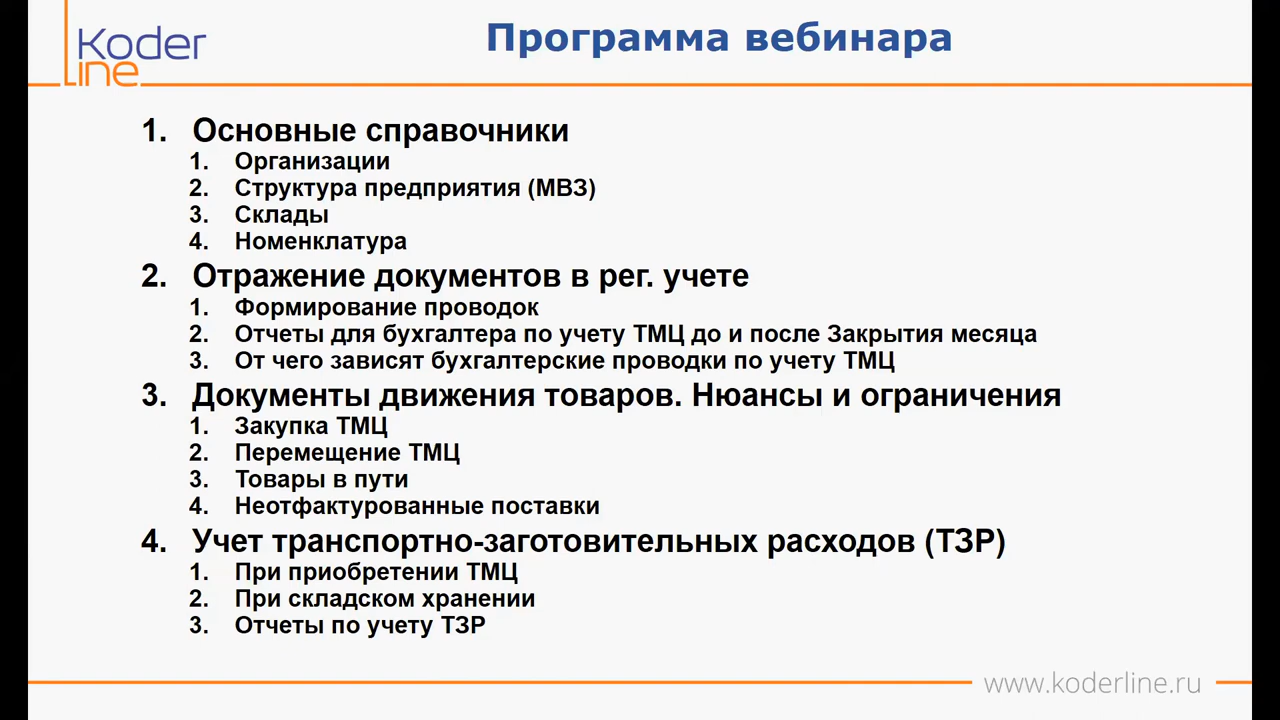 Koder
line
Программа вебинара
1. Основные справочники
1. Организации
2. Структура предприятия (МВЗ)
3. Склады
4. Номенклатура
2. Отражение документов в рег. учете
1. Формирование проводок
2. Отчеты для бухгалтера по учету ТМЦ до и после Закрытия месяца
3. От чего зависят бухгалтерские проводки по учету ТМЦ
3. Документы движения товаров. Нюансы и ограничения
1. Закупка ТМЦ
2. Перемещение ТМЦ
3. Товары в пути
4. Неотфактурованные поставки
4. Учет транспортно-заготовительных расходов (ТЗР)
1. При приобретении ТМЦ
2. При складском хранении
3. Отчеты по учету ТЗР
www.koderline.ru